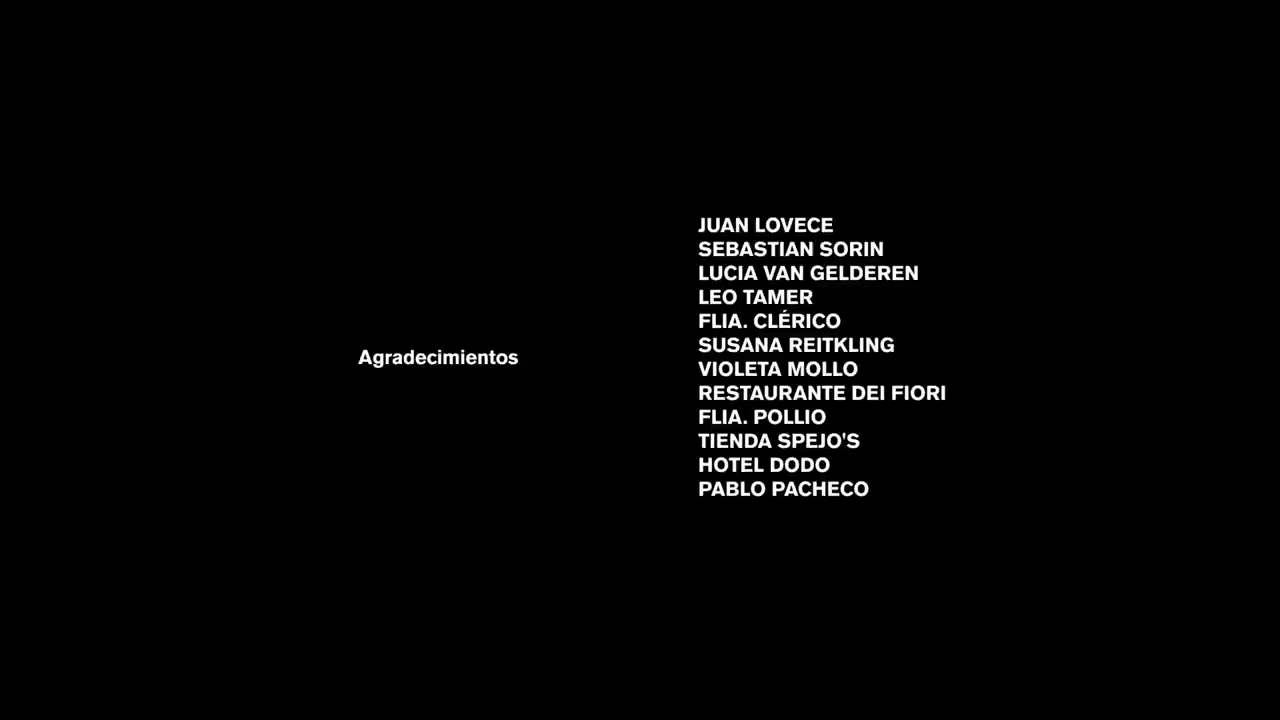 Agradecimientos
JUAN LOVECE
SEBASTIAN SORIN
LUCIA VAN GELDEREN
LEO TAMER
FLIA. CLÉRICO
SUSANA REITKLING
VIOLETA MOLLO
RESTAURANTE DEI FIORI
FLIA. POLLIO
TIENDA SPEJO'S
HOTEL DODO
PABLO PACHECO